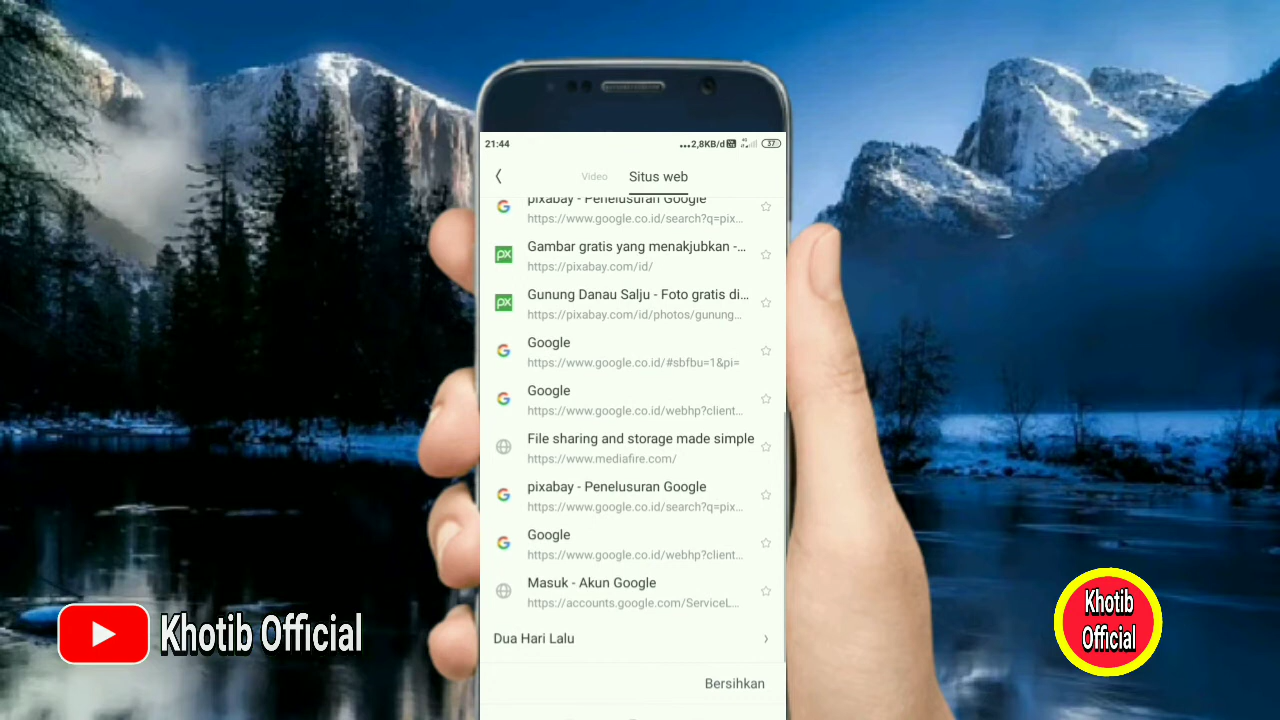 21:44
...2,8KB/d
37
Video
Situs web
pixabay - Penelusuran Google
https://www.google.co.id/search?q=pix...
Gambar gratis yang menakjubkan -...
https://pixabay.com/id/
Gunung Danau Salju - Foto gratis di...
https://pixabay.com/id/photos/gunung...
Google
https://www.google.co.id/#sbfbu=1&pi=
Google
https://www.google.co.id/webhp?client...
File sharing and storage made simple
https://www.mediafire.com/
pixabay - Penelusuran Google
https://www.google.co.id/search?q=pix...
Google
https://www.google.co.id/webhp?client...
Masuk - Akun Google
https://accounts.google.com/ServiceL...
Dua Hari Lalu
Bersihkan
px
px
Khotib Official
Khotib
Official